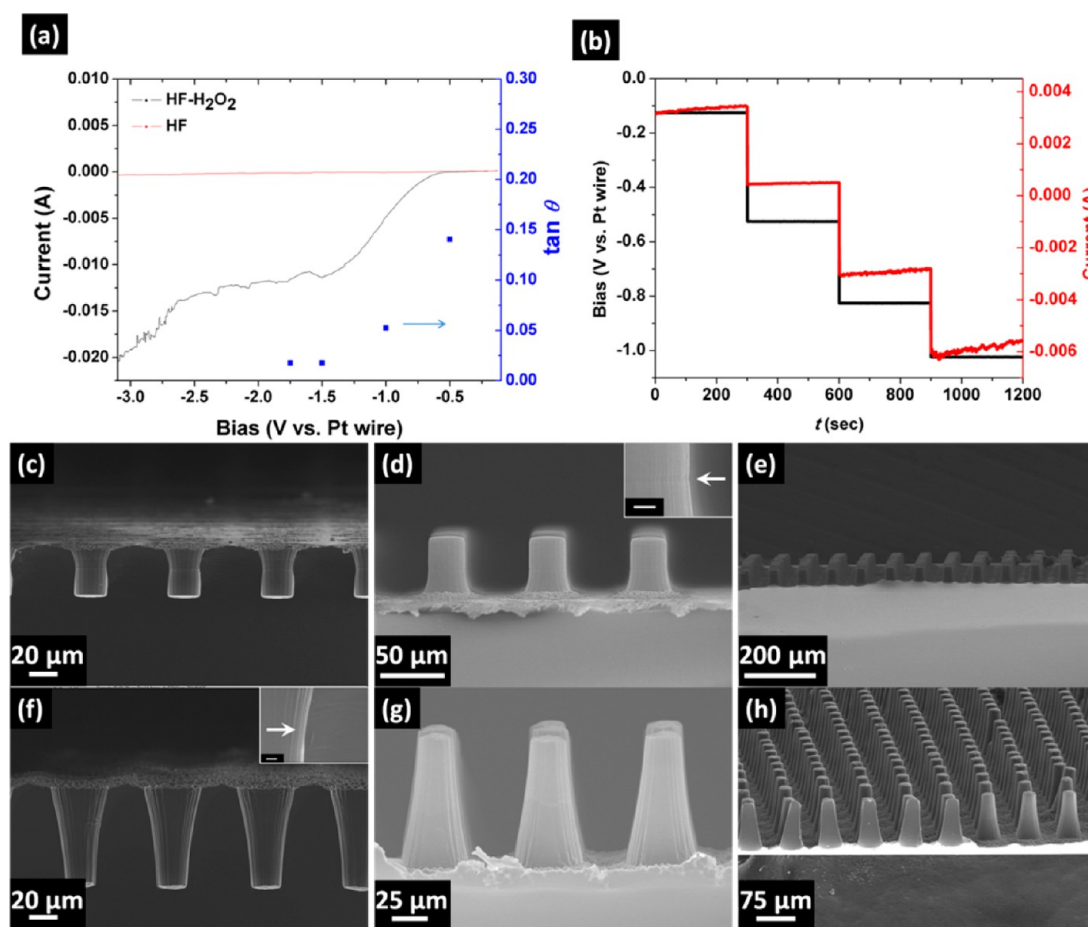 (a)
HF-H₂O₂
HF
Current (A)
0.010
0.005
0.000
-0.005
-0.010
-0.015
-0.020
tan θ
0.30
0.25
0.20
0.15
0.10
0.05
0.00
-3.0 -2.5 -2.0 -1.5 -1.0 -0.5
Bias (V vs. Pt wire)
(b)
Bias (V vs. Pt wire)
0.0
-0.2
-0.4
-0.6
-0.8
-1.0
0.004
0.002
0.000
-0.002
-0.004
-0.006
Current (A)
0 200 400 600 800 1000 1200
t (sec)
(c)
20 μm
(d)
50 μm
(e)
200 μm
(f)
20 μm
(g)
25 μm
(h)
75 μm